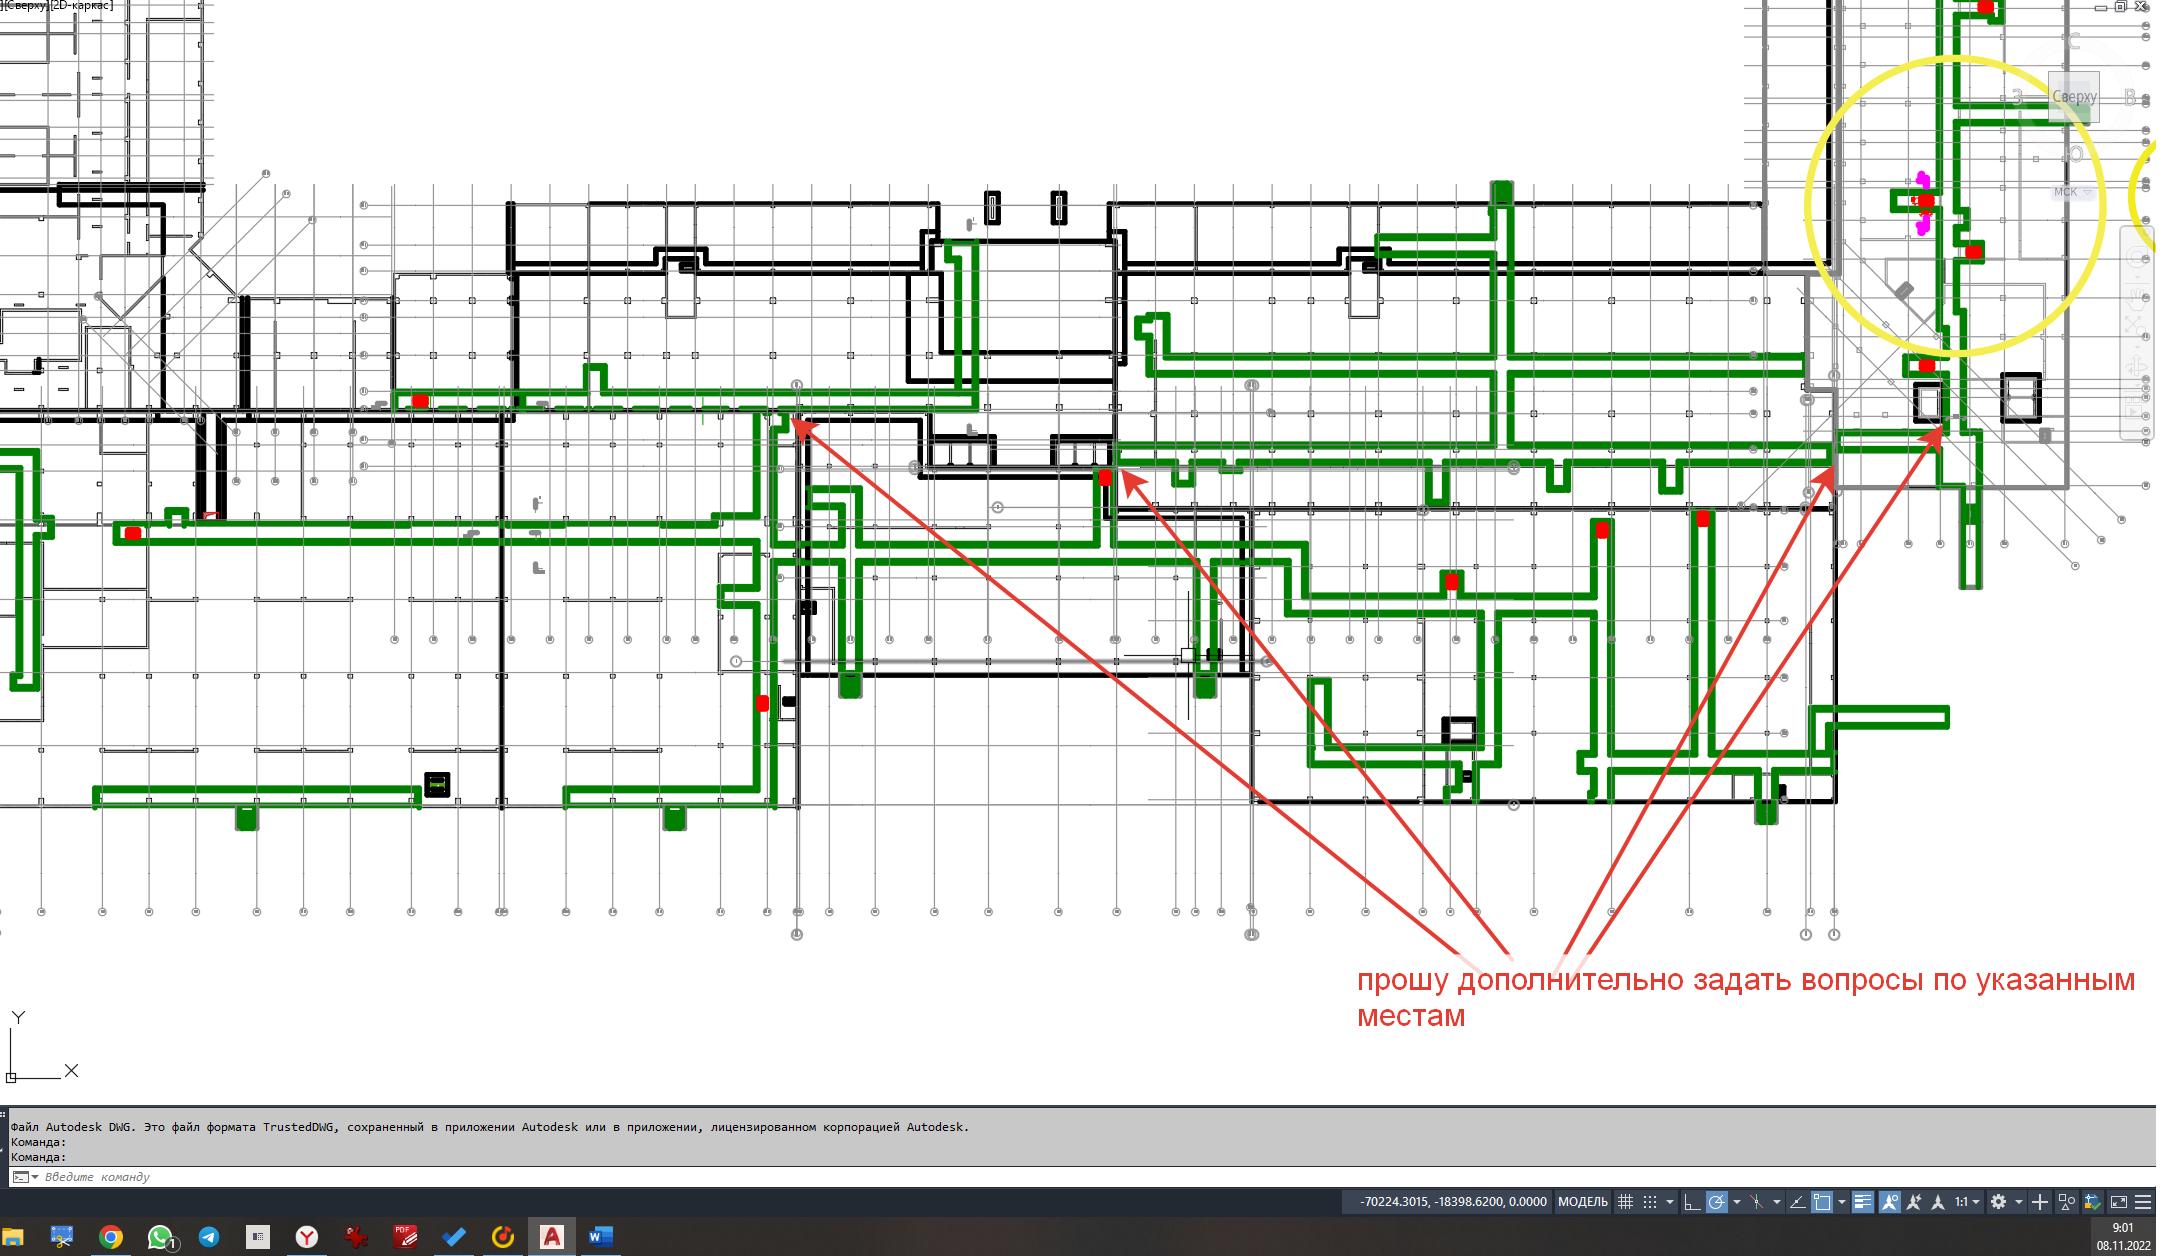 ][Сверху][2D-каркас]
С
З
Сверху
В
Ю
МСК
прошу дополнительно задать вопросы по указанным
местам
Y
X
Файл Autodesk DWG. Это файл формата TrustedDWG, сохраненный в приложении Autodesk или в приложении, лицензированном корпорацией Autodesk.
Команда:
Команда:
Введите команду
-70224.3015, -18398.6200, 0.0000 МОДЕЛЬ 1:1
PDF
1
9:01
08.11.2022